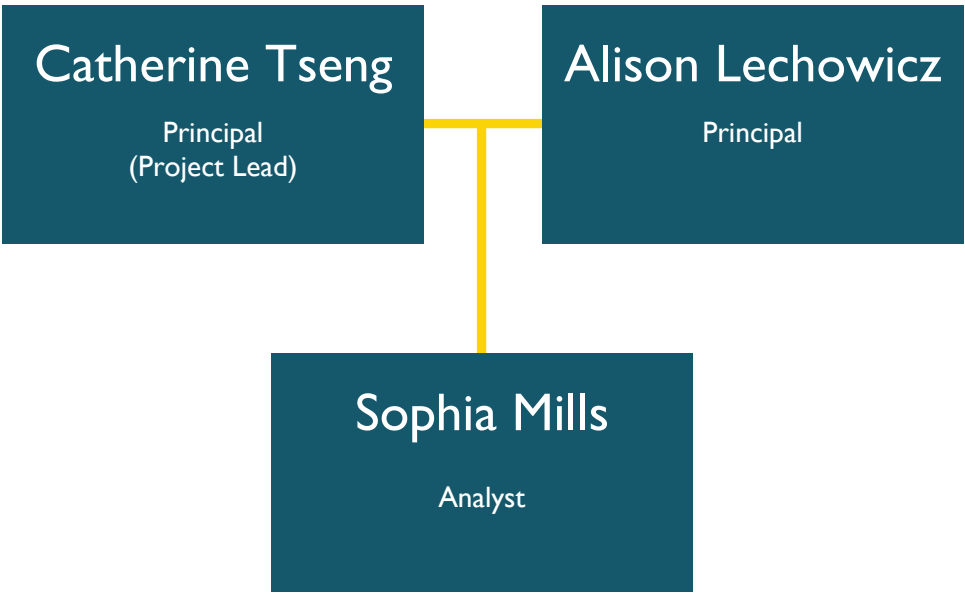 Catherine Tseng
Principal
(Project Lead)
Alison Lechowicz
Principal
Sophia Mills
Analyst